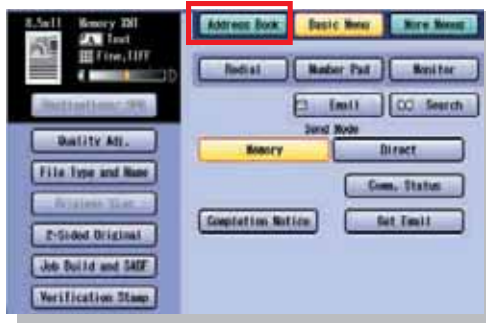 8.5x11 Memory XMT
Text
Fine,TIFF
D
Quality Adj.
File Type and Name
Original Size
2-Sided Original
Job Build and SADF
Verification Stamp
Address Book
Basic Menu
More Menus
Redial
Number Pad
Monitor
Email
Search
Send Mode
Memory
Direct
Comm. Status
Completion Notice
Get Email